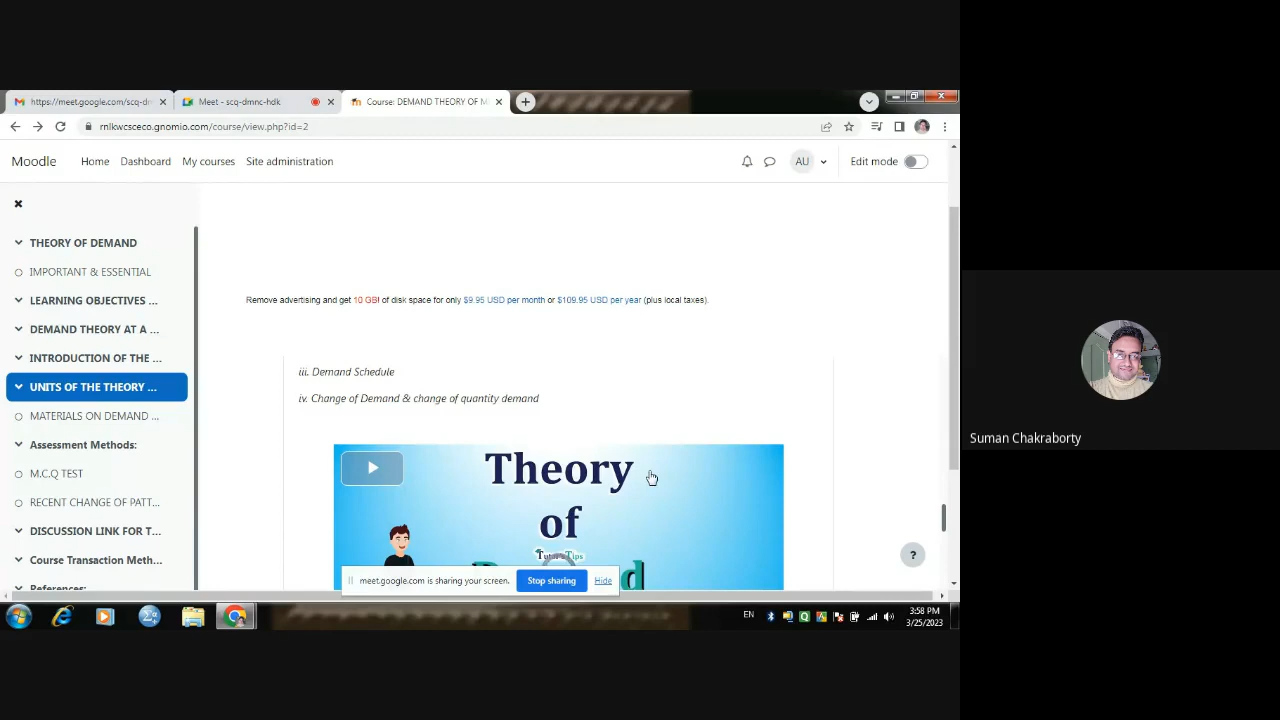 https://meet.google.com/scq-dr
Meet - scq-dmnc-hdk
Course: DEMAND THEORY OF M
rnlkwcsceco.gnomio.com/course/view.php?id=2
Moodle
Home
Dashboard
My courses
Site administration
AU
Edit mode
THEORY OF DEMAND
IMPORTANT & ESSENTIAL
LEARNING OBJECTIVES ...
DEMAND THEORY AT A ...
INTRODUCTION OF THE ...
UNITS OF THE THEORY ...
MATERIALS ON DEMAND ...
Assessment Methods:
M.C.Q TEST
RECENT CHANGE OF PATT...
DISCUSSION LINK FOR T...
Course Transaction Meth...
References:
Remove advertising and get 10 GB! of disk space for only $9.95 USD per month or $109.95 USD per year (plus local taxes).
iii. Demand Schedule
iv. Change of Demand & change of quantity demand
Theory
of
Tutor's Tips
meet.google.com is sharing your screen.
Stop sharing
Hide
?
EN
3:58 PM
3/25/2023
Suman Chakraborty